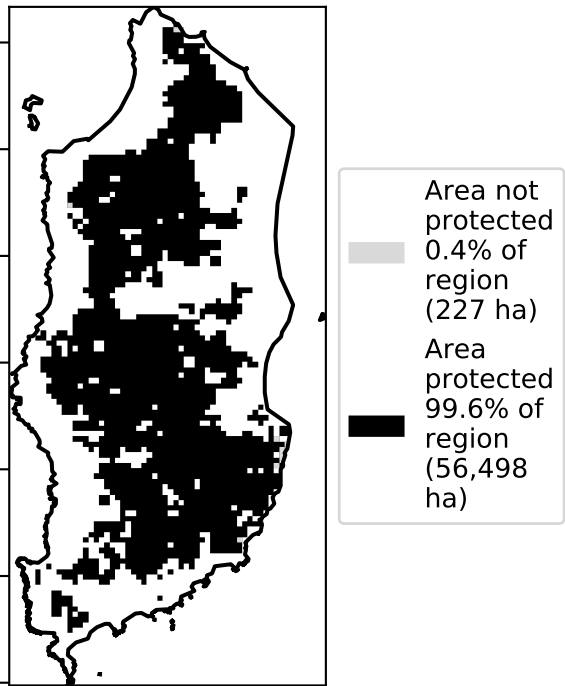 Area not
protected
0.4% of
region
(227 ha)
Area
protected
99.6% of
region
(56,498
ha)